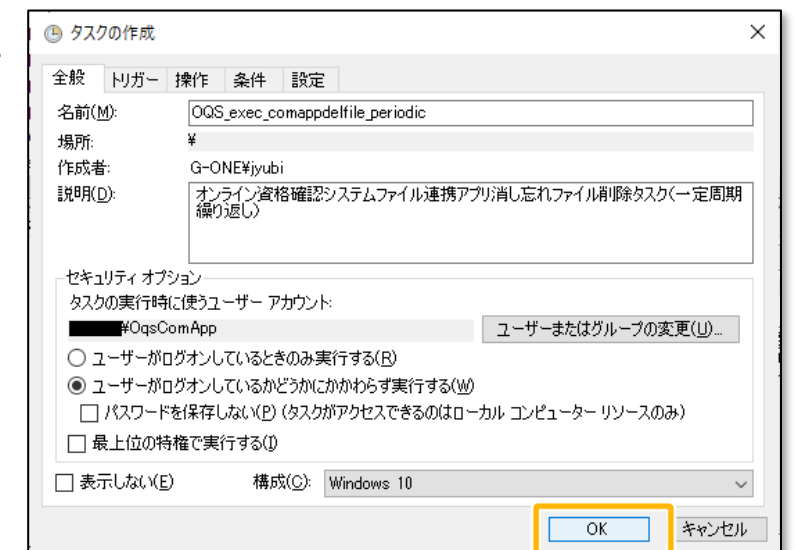 タスクの作成
全般 トリガー 操作 条件 設定
名前(M): OQS_exec_comappdelfile_periodic
場所: ¥
作成者: G-ONE¥jyubi
説明(D): オンライン資格確認システムファイル連携アプリ消し忘れファイル削除タスク(一定周期
繰り返し)
セキュリティ オプション
タスクの実行時に使うユーザー アカウント:
¥OqsComApp ユーザーまたはグループの変更(U)...
ユーザーがログオンしているときのみ実行する(R)
ユーザーがログオンしているかどうかにかかわらず実行する(W)
パスワードを保存しない(P) (タスクがアクセスできるのはローカル コンピューター リソースのみ)
最上位の特権で実行する(I)
表示しない(E) 構成(C): Windows 10
OK キャンセル